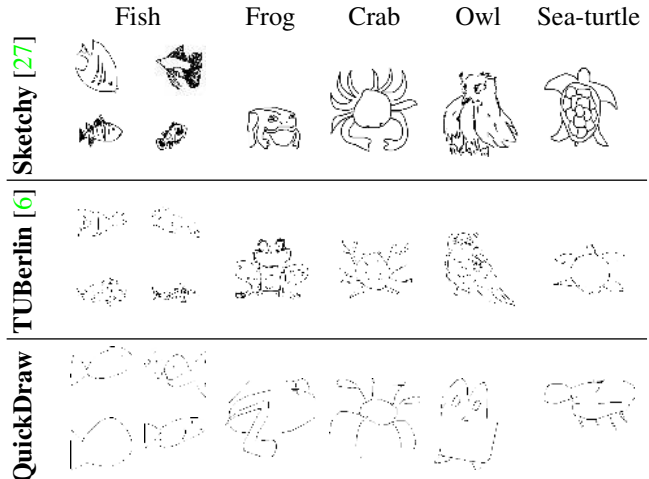 Fish Frog Crab Owl Sea-turtle
Sketchy [27]
TUBerlin [6]
QuickDraw